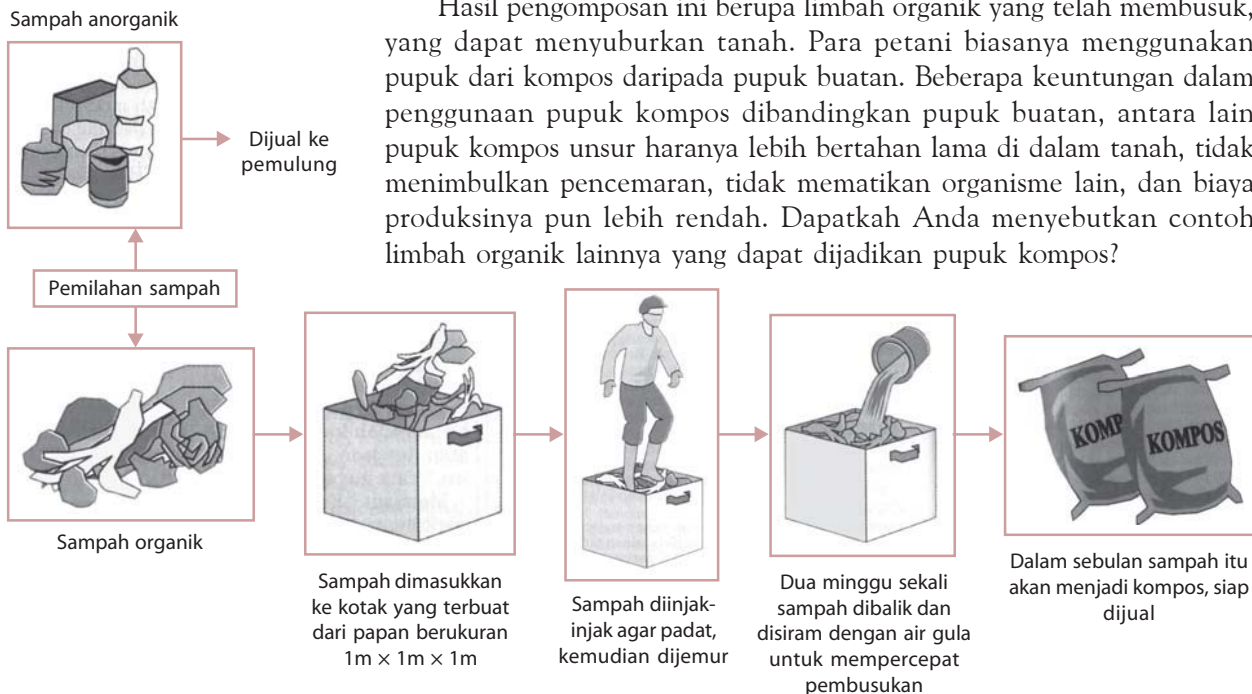 Sampah anorganik
Hasil pengomposan ini berupa limbah organik yang telah membusuk,
yang dapat menyuburkan tanah. Para petani biasanya menggunakan
pupuk dari kompos daripada pupuk buatan. Beberapa keuntungan dalam
penggunaan pupuk kompos dibandingkan pupuk buatan, antara lain
pupuk kompos unsur haranya lebih bertahan lama di dalam tanah, tidak
menimbulkan pencemaran, tidak mematikan organisme lain, dan biaya
produksinya pun lebih rendah. Dapatkah Anda menyebutkan contoh
limbah organik lainnya yang dapat dijadikan pupuk kompos?
Dijual ke
pemulung
Pemilahan sampah
Sampah organik
Sampah dimasukkan
ke kotak yang terbuat
dari papan berukuran
1m × 1m × 1m
Sampah diinjak-
injak agar padat,
kemudian dijemur
Dua minggu sekali
sampah dibalik dan
disiram dengan air gula
untuk mempercepat
pembusukan
KOMP
KOMPOS
Dalam sebulan sampah itu
akan menjadi kompos, siap
dijual